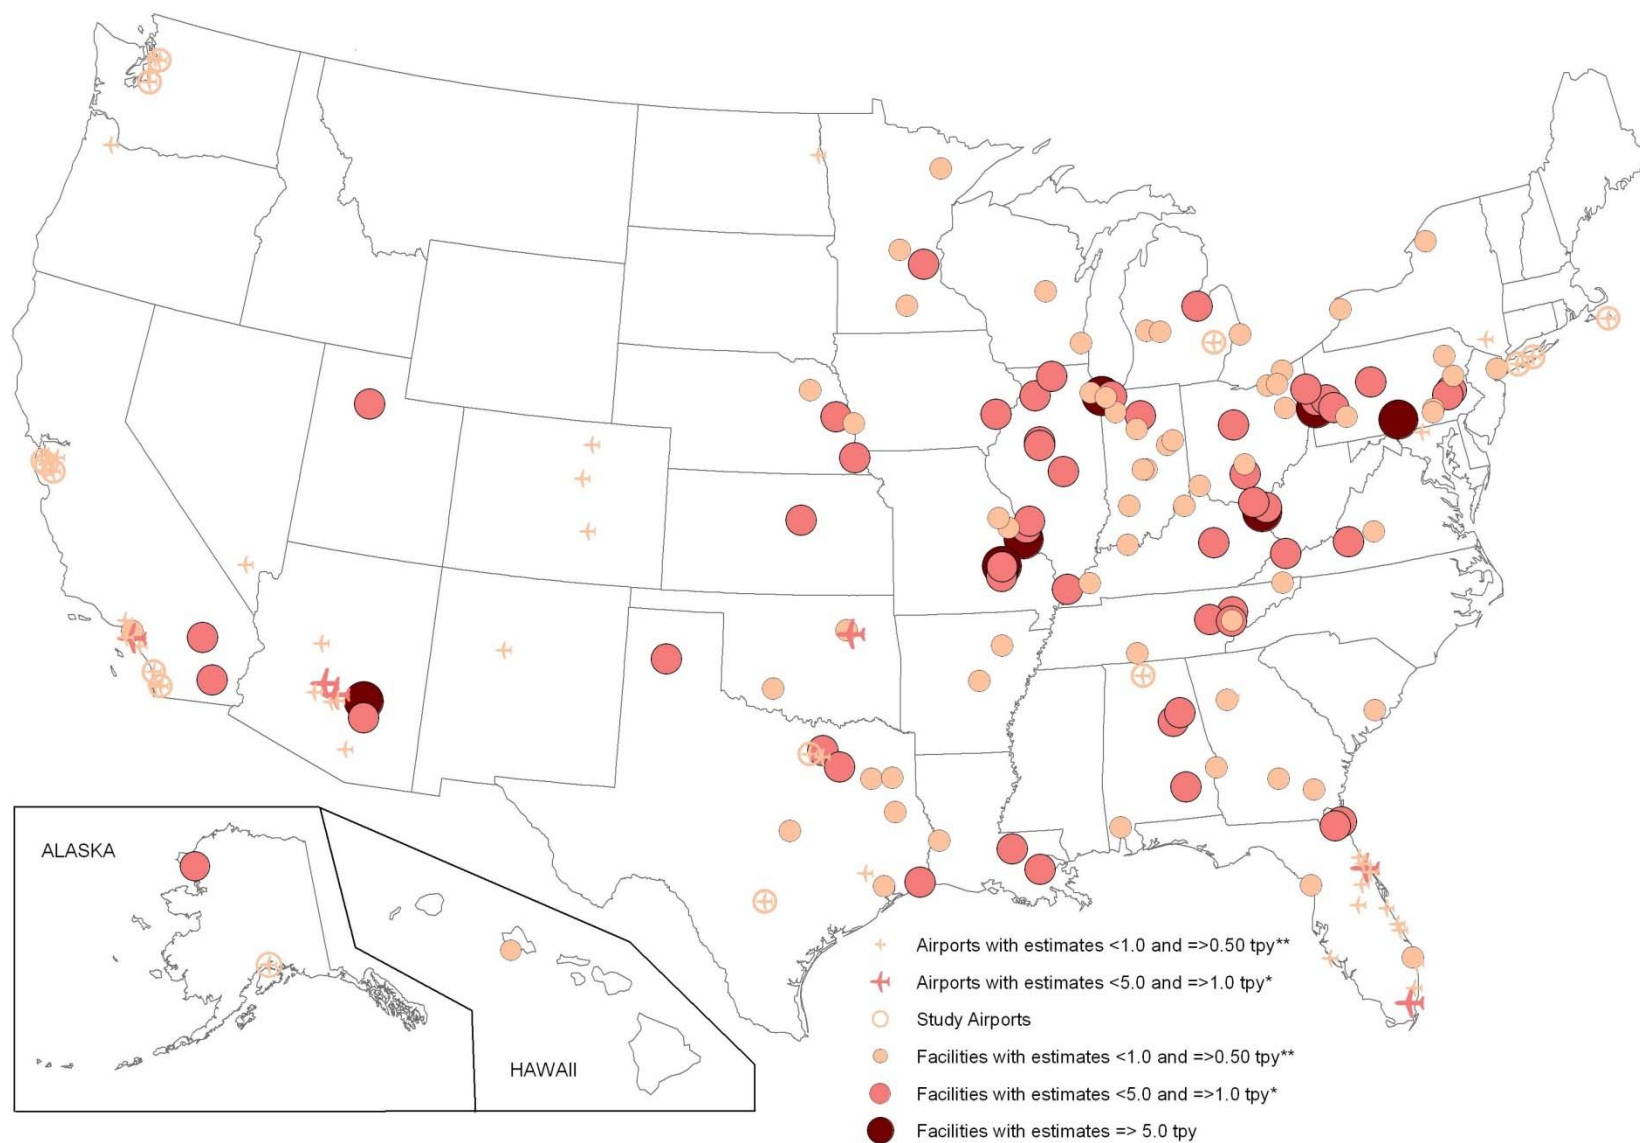 ALASKA
HAWAII
Airports with estimates <1.0 and =>0.50 tpy**
Airports with estimates <5.0 and =>1.0 tpy*
Study Airports
Facilities with estimates <1.0 and =>0.50 tpy**
Facilities with estimates <5.0 and =>1.0 tpy*
Facilities with estimates => 5.0 tpy